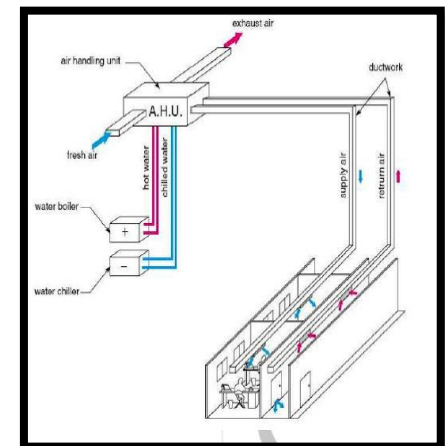 exhaust air
air handling unit
ductwork
A.H.U.
fresh air
hot water
chilled water
supply air
retrurn air
water boiler
+
−
water chiller